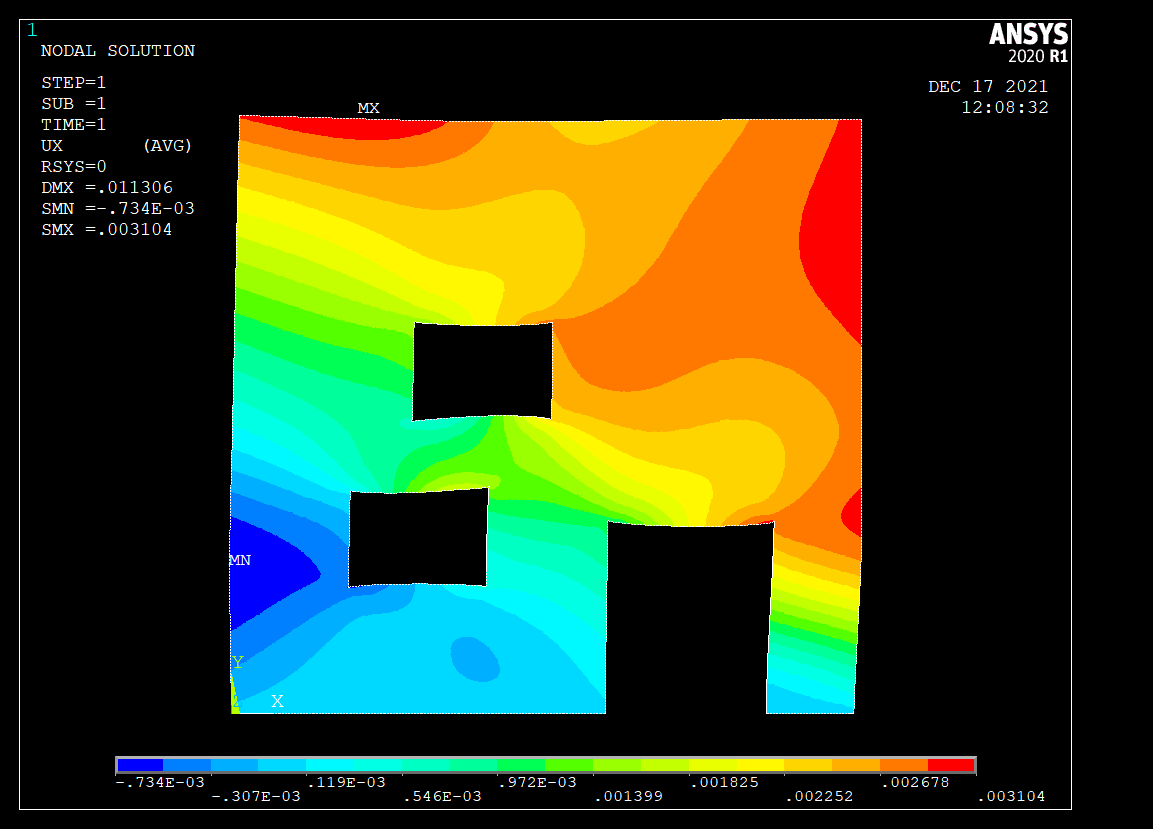 1
ANSYS
2020 R1
NODAL SOLUTION
STEP=1
SUB =1
TIME=1
UX (AVG)
RSYS=0
DMX =.011306
SMN =-.734E-03
SMX =.003104
DEC 17 2021
12:08:32
MX
MN
Y
X
-.734E-03 .119E-03 .972E-03 .001825 .002678
-.307E-03 .546E-03 .001399 .002252 .003104